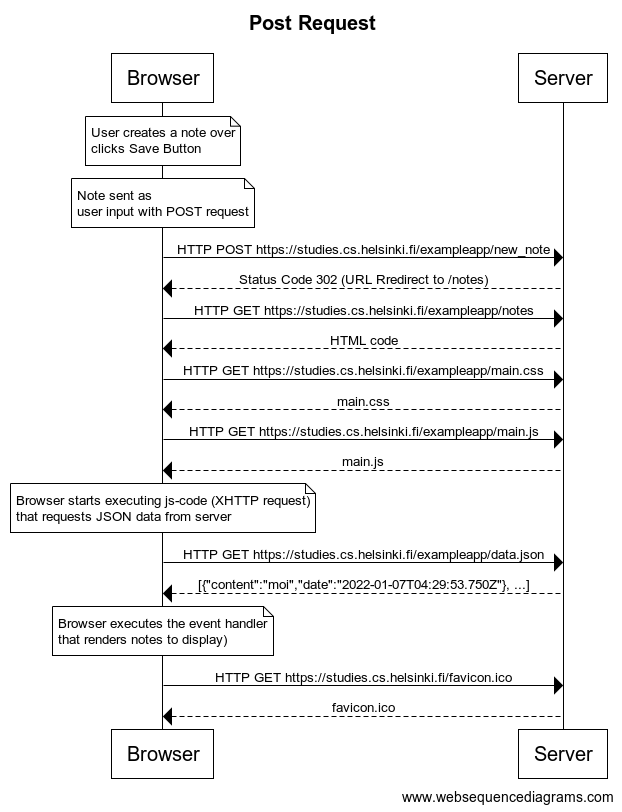 Post Request
Browser
Server
User creates a note over
clicks Save Button
Note sent as
user input with POST request
HTTP POST https://studies.cs.helsinki.fi/exampleapp/new_note
Status Code 302 (URL Rredirect to /notes)
HTTP GET https://studies.cs.helsinki.fi/exampleapp/notes
HTML code
HTTP GET https://studies.cs.helsinki.fi/exampleapp/main.css
main.css
HTTP GET https://studies.cs.helsinki.fi/exampleapp/main.js
main.js
Browser starts executing js-code (XHTTP request)
that requests JSON data from server
HTTP GET https://studies.cs.helsinki.fi/exampleapp/data.json
[{"content":"moi","date":"2022-01-07T04:29:53.750Z"}, ...]
Browser executes the event handler
that renders notes to display)
HTTP GET https://studies.cs.helsinki.fi/favicon.ico
favicon.ico
Browser
Server
www.websequencediagrams.com